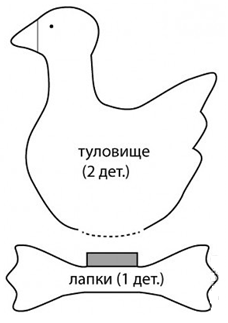 туловище
(2 дет.)
лапки (1 дет.)